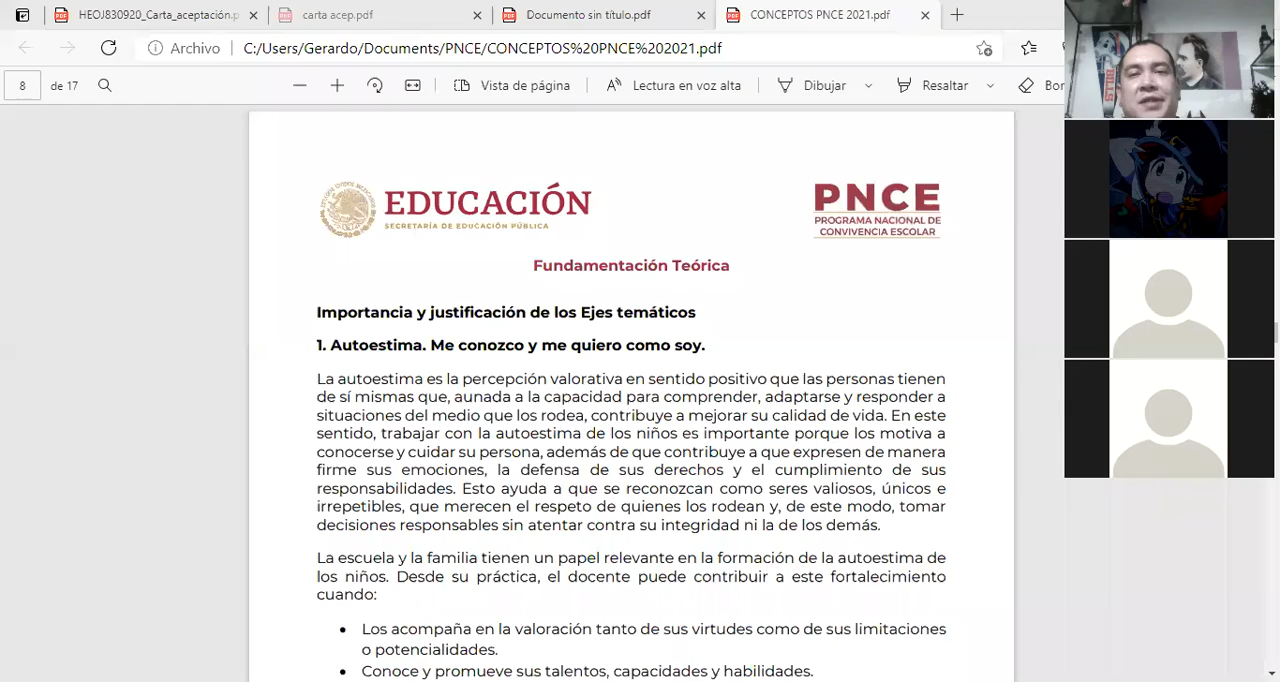 HEOJ830920_Carta_aceptación.p
carta acep.pdf
Documento sin título.pdf
CONCEPTOS PNCE 2021.pdf
Archivo
C:/Users/Gerardo/Documents/PNCE/CONCEPTOS%20PNCE%202021.pdf
8 de 17
Vista de página
Lectura en voz alta
Dibujar
Resaltar
Bor
EDUCACIÓN
SECRETARÍA DE EDUCACIÓN PÚBLICA
PNCE
PROGRAMA NACIONAL DE
CONVIVENCIA ESCOLAR
Fundamentación Teórica
Importancia y justificación de los Ejes temáticos
1. Autoestima. Me conozco y me quiero como soy.
La autoestima es la percepción valorativa en sentido positivo que las personas tienen
de sí mismas que, aunada a la capacidad para comprender, adaptarse y responder a
situaciones del medio que los rodea, contribuye a mejorar su calidad de vida. En este
sentido, trabajar con la autoestima de los niños es importante porque los motiva a
conocerse y cuidar su persona, además de que contribuye a que expresen de manera
firme sus emociones, la defensa de sus derechos y el cumplimiento de sus
responsabilidades. Esto ayuda a que se reconozcan como seres valiosos, únicos e
irrepetibles, que merecen el respeto de quienes los rodean y, de este modo, tomar
decisiones responsables sin atentar contra su integridad ni la de los demás.
La escuela y la familia tienen un papel relevante en la formación de la autoestima de
los niños. Desde su práctica, el docente puede contribuir a este fortalecimiento
cuando:
• Los acompaña en la valoración tanto de sus virtudes como de sus limitaciones
o potencialidades.
• Conoce y promueve sus talentos, capacidades y habilidades.
BILLS